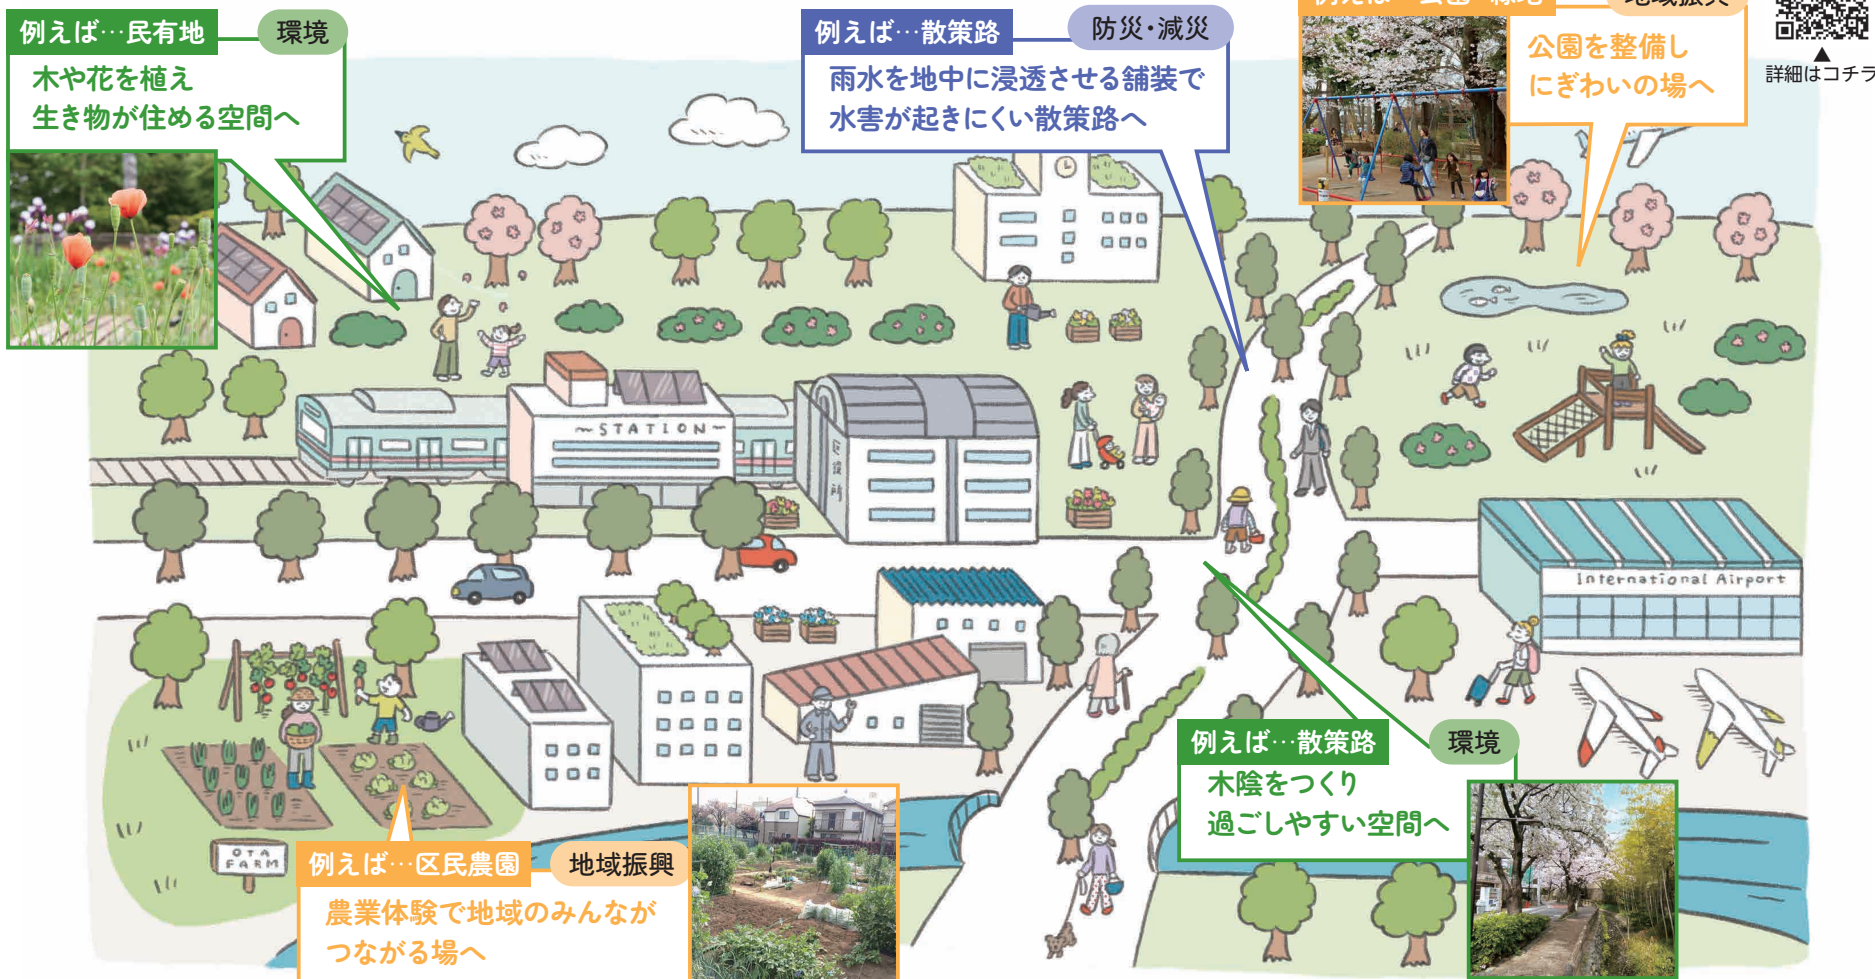 例えば…民有地
環境
木や花を植え
生き物が住める空間へ
例えば…散策路
防災・減災
雨水を地中に浸透させる舗装で
水害が起きにくい散策路へ
地域振興
公園を整備し
にぎわいの場へ
▲
詳細はコチラ
~STATION~
区役所
International Airport
例えば…散策路
環境
木陰をつくり
過ごしやすい空間へ
OTA
FARM
例えば…区民農園
地域振興
農業体験で地域のみんなが
つながる場へ